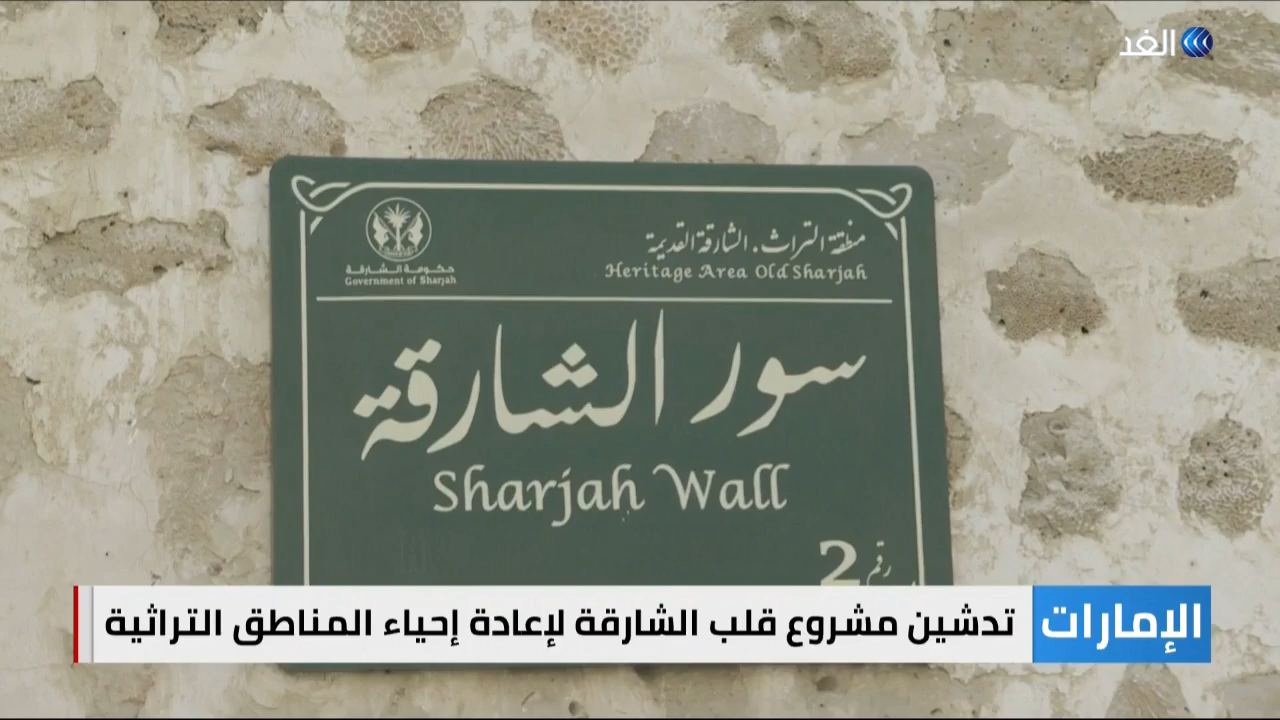 الغد
منطقة التراث . الشارقة القديمة
Heritage Area Old Sharjah
حكومة الشارقة
Government of Sharjah
سور الشارقة
Sharjah Wall
رقم 2
الإمارات
تدشين مشروع قلب الشارقة لإعادة إحياء المناطق التراثية